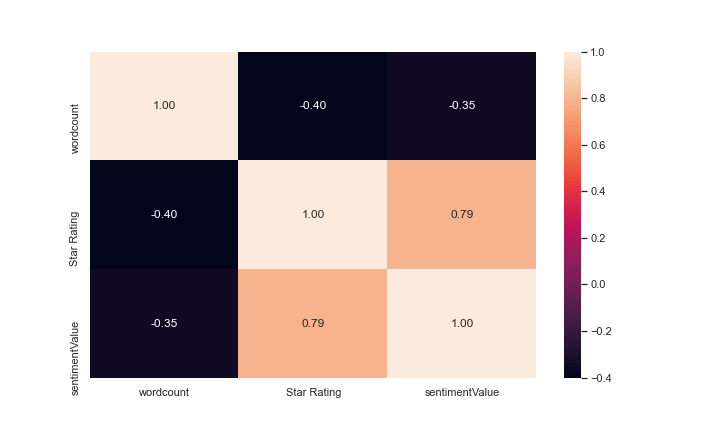 wordcount
1.00
-0.40
-0.35
Star Rating
-0.40
1.00
0.79
sentimentValue
-0.35
0.79
1.00
wordcount
Star Rating
sentimentValue
1.0
0.8
0.6
0.4
0.2
0.0
−0.2
−0.4